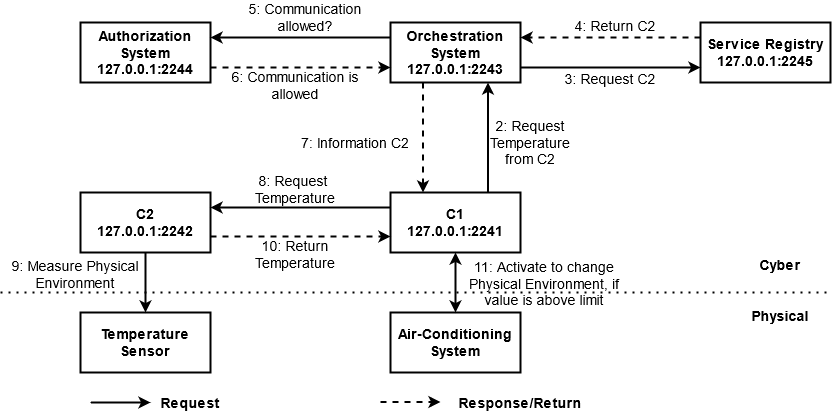 5: Communication
allowed?
4: Return C2
Authorization
System
127.0.0.1:2244
Orchestration
System
127.0.0.1:2243
Service Registry
127.0.0.1:2245
6: Communication is
allowed
3: Request C2
7: Information C2
2: Request
Temperature
from C2
8: Request
Temperature
C2
127.0.0.1:2242
C1
127.0.0.1:2241
10: Return
Temperature
9: Measure Physical
Environment
11: Activate to change
Physical Environment, if
value is above limit
Cyber
Physical
Temperature
Sensor
Air-Conditioning
System
Request
Response/Return